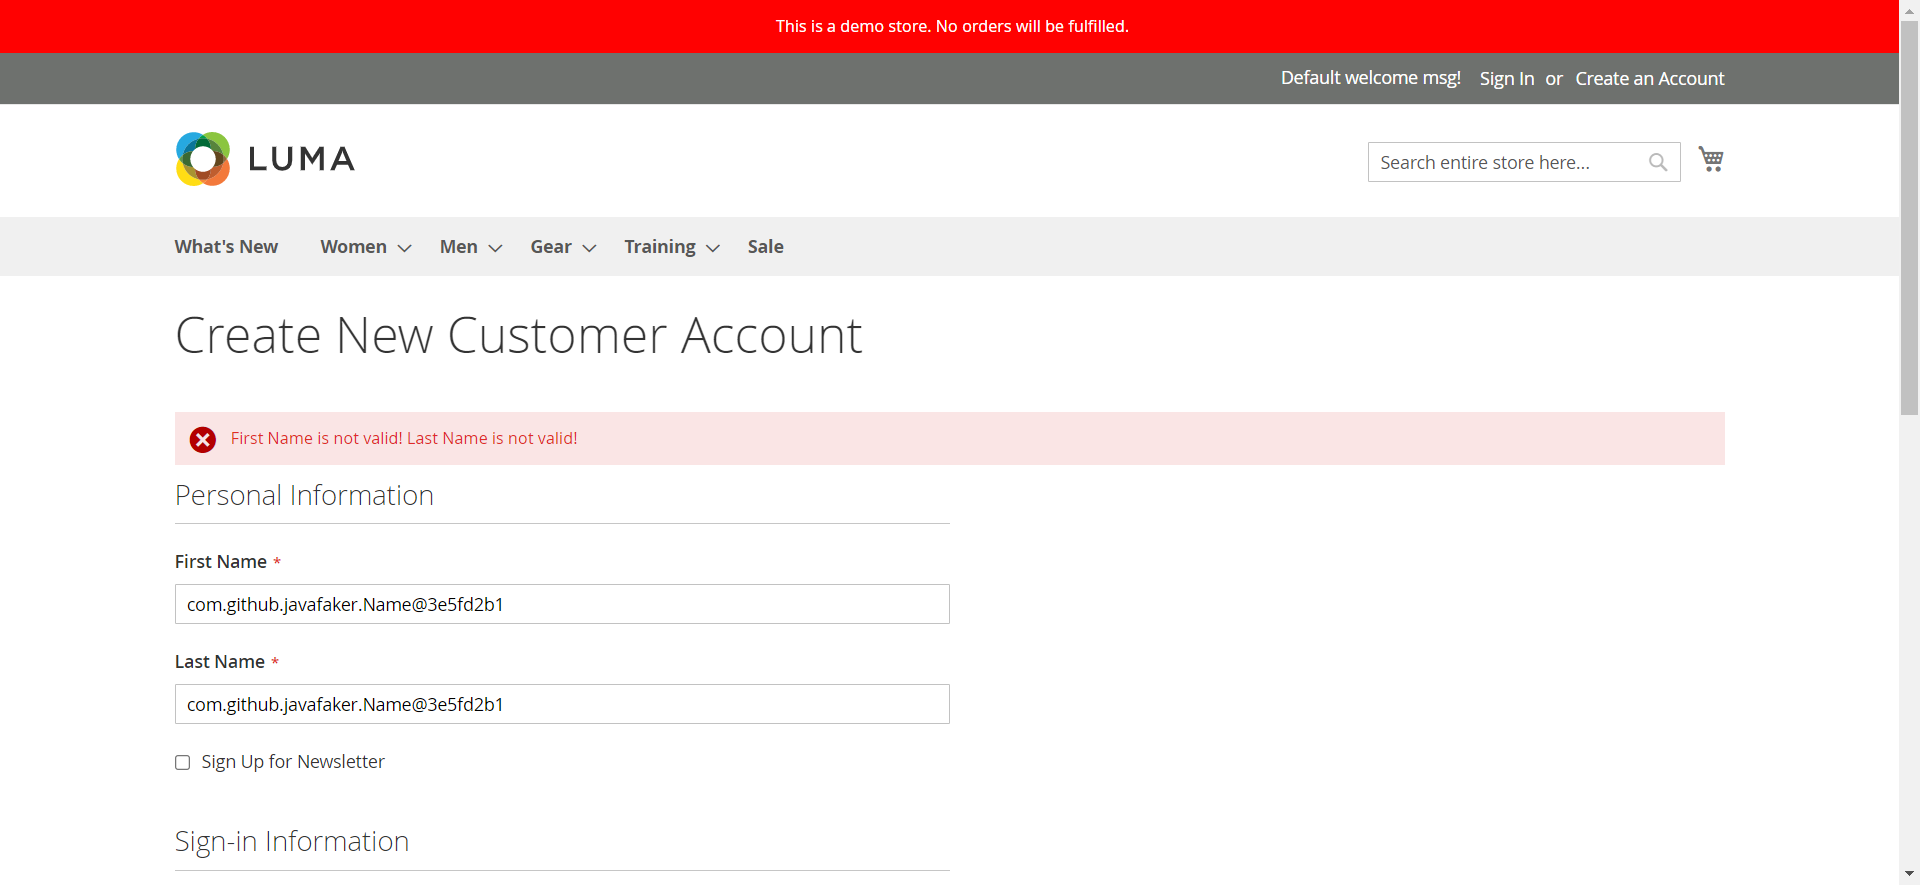 This is a demo store. No orders will be fulfilled.
Default welcome msg! Sign In or Create an Account
LUMA
Search entire store here...
What's New Women Men Gear Training Sale
Create New Customer Account
First Name is not valid! Last Name is not valid!
Personal Information
First Name *
com.github.javafaker.Name@3e5fd2b1
Last Name *
com.github.javafaker.Name@3e5fd2b1
Sign Up for Newsletter
Sign-in Information